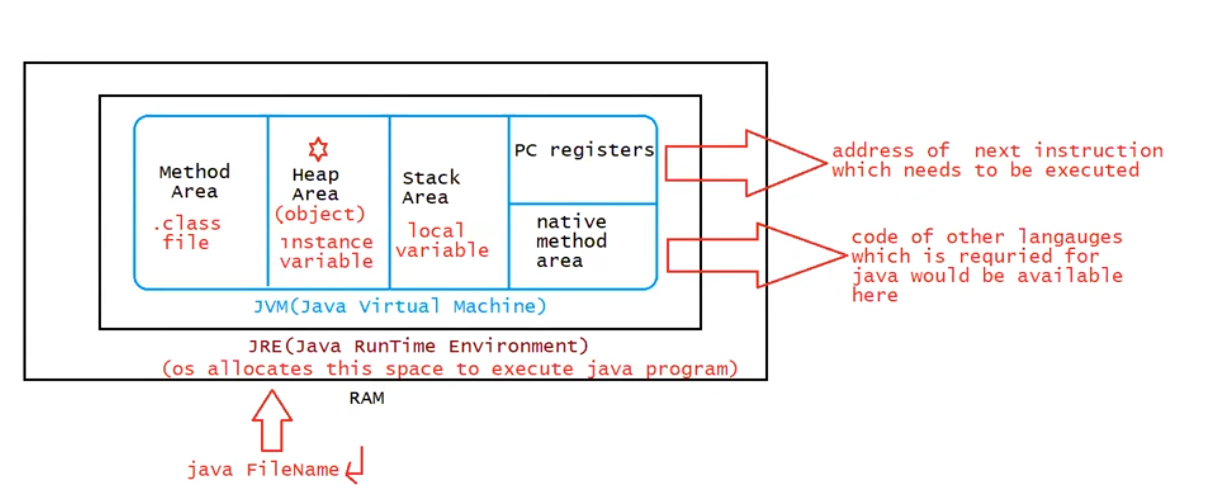 Method
Area
.class
file
Heap
Area
(object)
instance
variable
Stack
Area
local
variable
PC registers
native
method
area
address of next instruction
which needs to be executed
code of other langauges
which is requried for
java would be available
here
JVM(Java Virtual Machine)
JRE(Java RunTime Environment)
(os allocates this space to execute java program)
RAM
java FileName